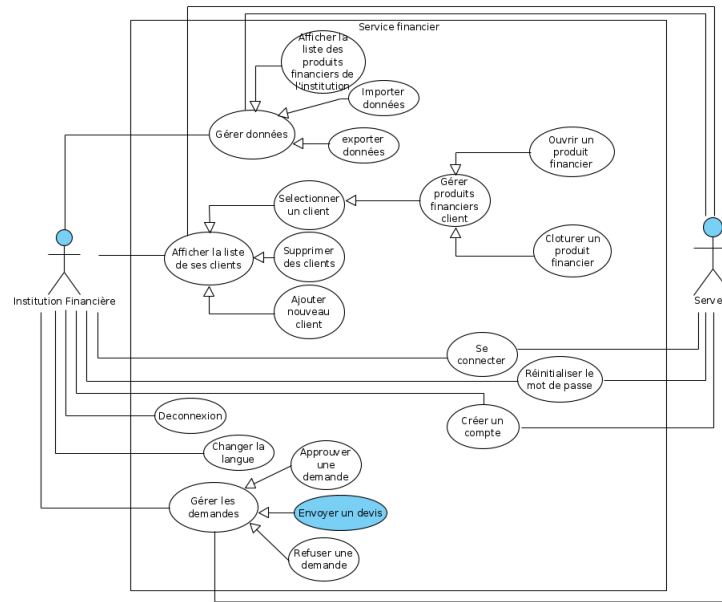 Service financier
Afficher la
liste des
produits
financiers de
l'institution
Importer
données
Gérer données
exporter
données
Ouvrir un
produit
financier
Gérer
produits
financiers
client
Selectionner
un client
Cloturer un
produit
financier
Afficher la liste
de ses clients
Supprimer
des clients
Ajouter
nouveau
client
Institution Financière
Serve
Se
connecter
Réinitialiser le
mot de passe
Deconnexion
Créer un
compte
Changer la
langue
Approuver
une
demande
Gérer les
demandes
Envoyer un devis
Refuser une
demande